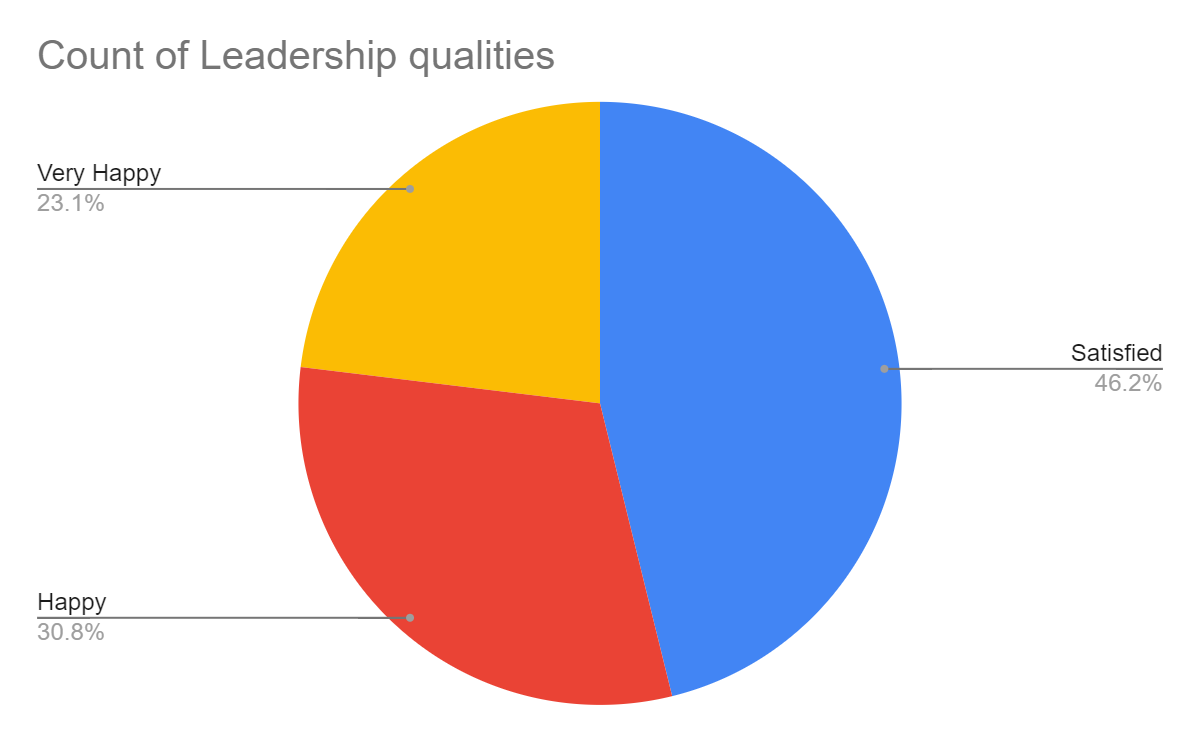 Count of Leadership qualities
Very Happy
23.1%
Satisfied
46.2%
Happy
30.8%